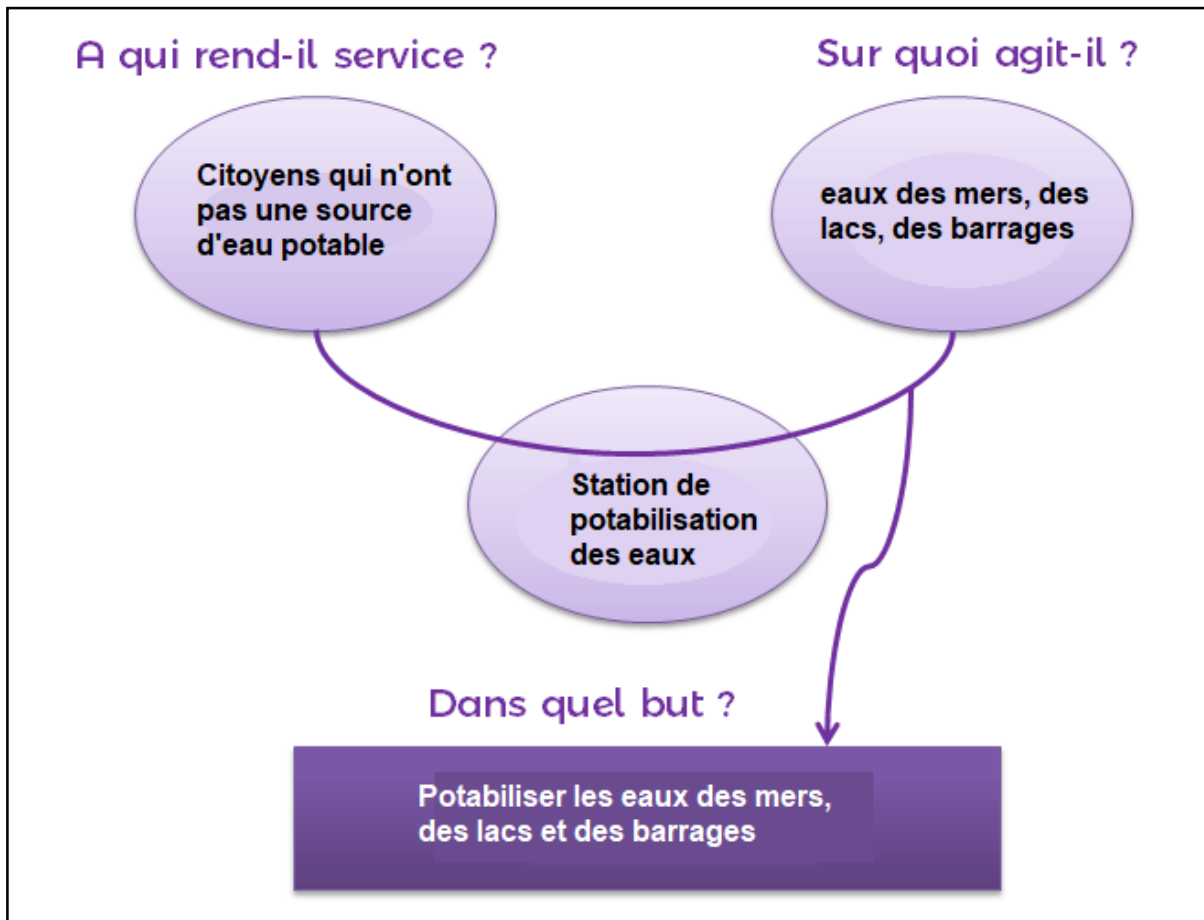 A qui rend-il service ?
Sur quoi agit-il ?
Citoyens qui n'ont
pas une source
d'eau potable
eaux des mers, des
lacs, des barrages
Station de
potabilisation
des eaux
Dans quel but ?
Potabiliser les eaux des mers,
des lacs et des barrages